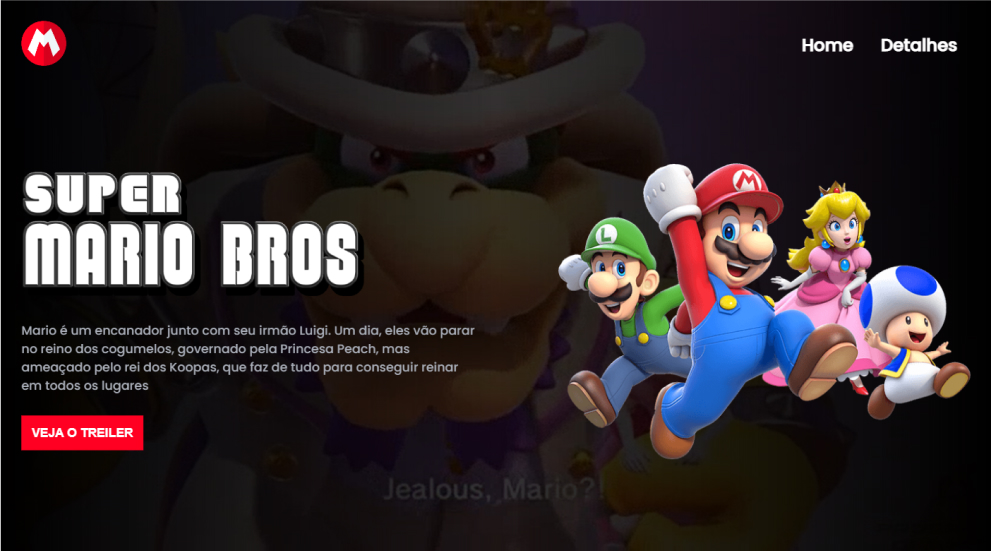 M
Home Detalhes
SUPER
MARIO BROS
M
L
Mario é um encanador junto com seu irmão Luigi. Um dia, eles vão parar
no reino dos cogumelos, governado pela Princesa Peach, mas
ameaçado pelo rei dos Koopas, que faz de tudo para conseguir reinar
em todos os lugares
VEJA O TREILER
Jealous, Mario?!